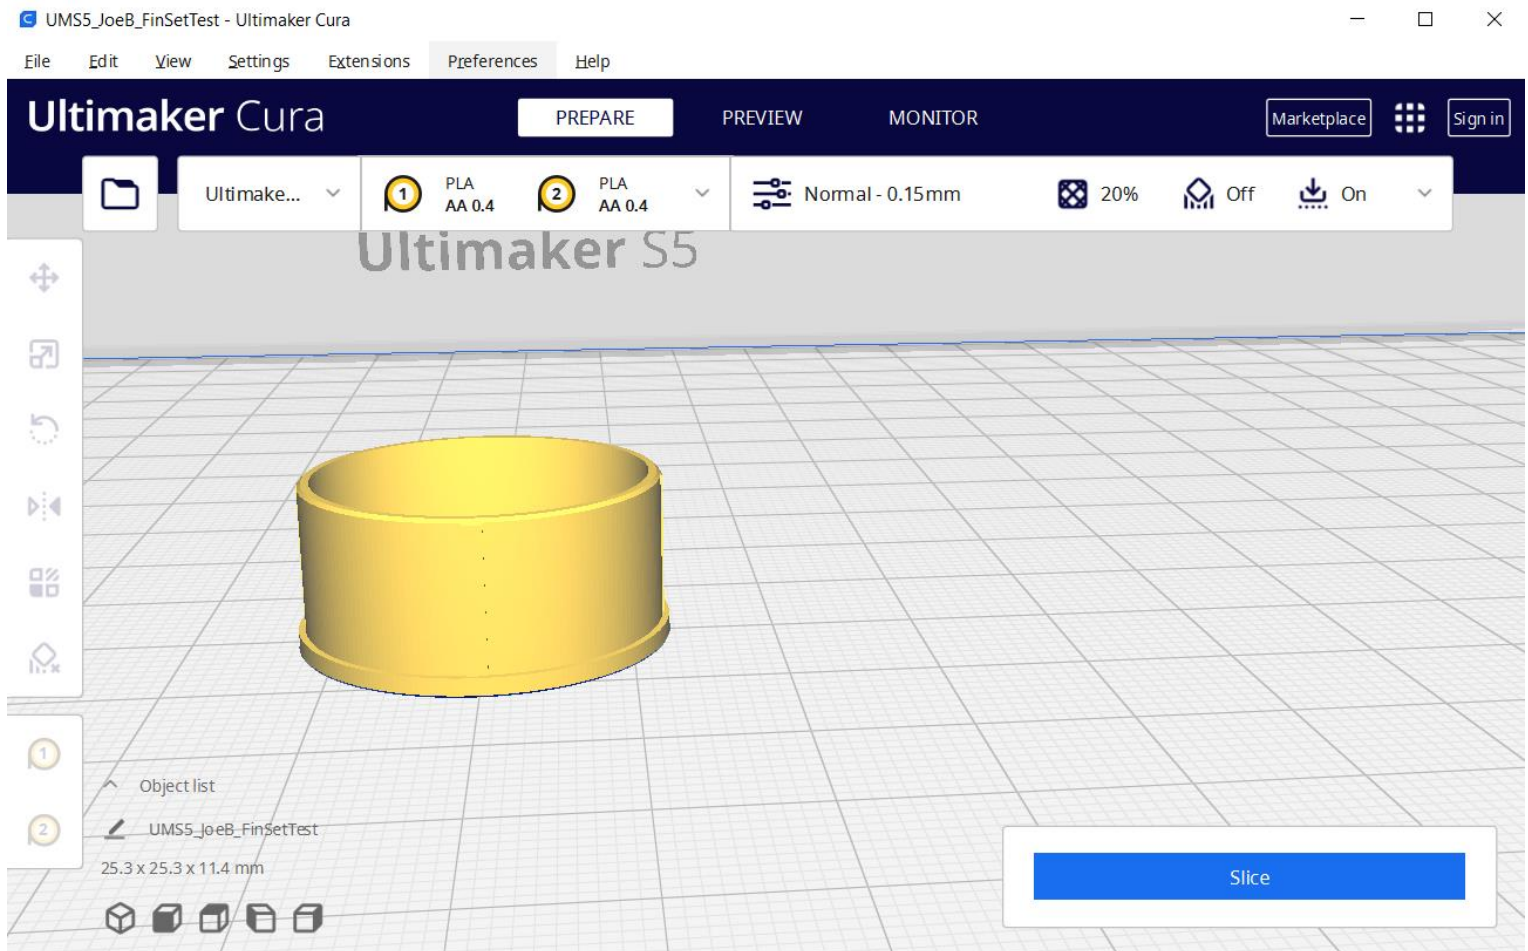 UMS5_JoeB_FinSetTest - Ultimaker Cura
File Edit View Settings Extensions Preferences Help
Ultimaker Cura PREPARE PREVIEW MONITOR Marketplace Sign in
Ultimake... 1 PLA AA 0.4 2 PLA AA 0.4 Normal - 0.15mm 20% Off On
Ultimaker S5
1
2
Object list
UMS5_JoeB_FinSetTest
25.3 x 25.3 x 11.4 mm
Slice